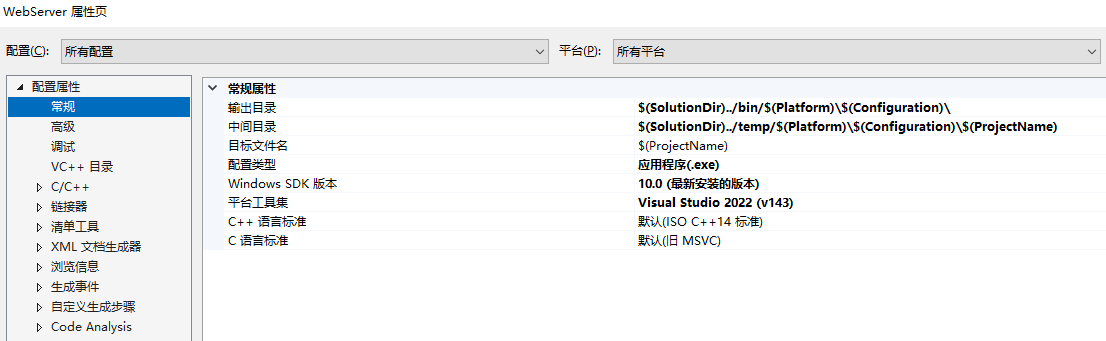 WebServer 属性页
配置(C): 所有配置 平台(P): 所有平台
配置属性
常规
高级
调试
VC++ 目录
C/C++
链接器
清单工具
XML 文档生成器
浏览信息
生成事件
自定义生成步骤
Code Analysis
常规属性
输出目录 $(SolutionDir)../bin/$(Platform)\$(Configuration)\
中间目录 $(SolutionDir)../temp/$(Platform)\$(Configuration)\$(ProjectName)
目标文件名 $(ProjectName)
配置类型 应用程序(.exe)
Windows SDK 版本 10.0 (最新安装的版本)
平台工具集 Visual Studio 2022 (v143)
C++ 语言标准 默认(ISO C++14 标准)
C 语言标准 默认(旧 MSVC)